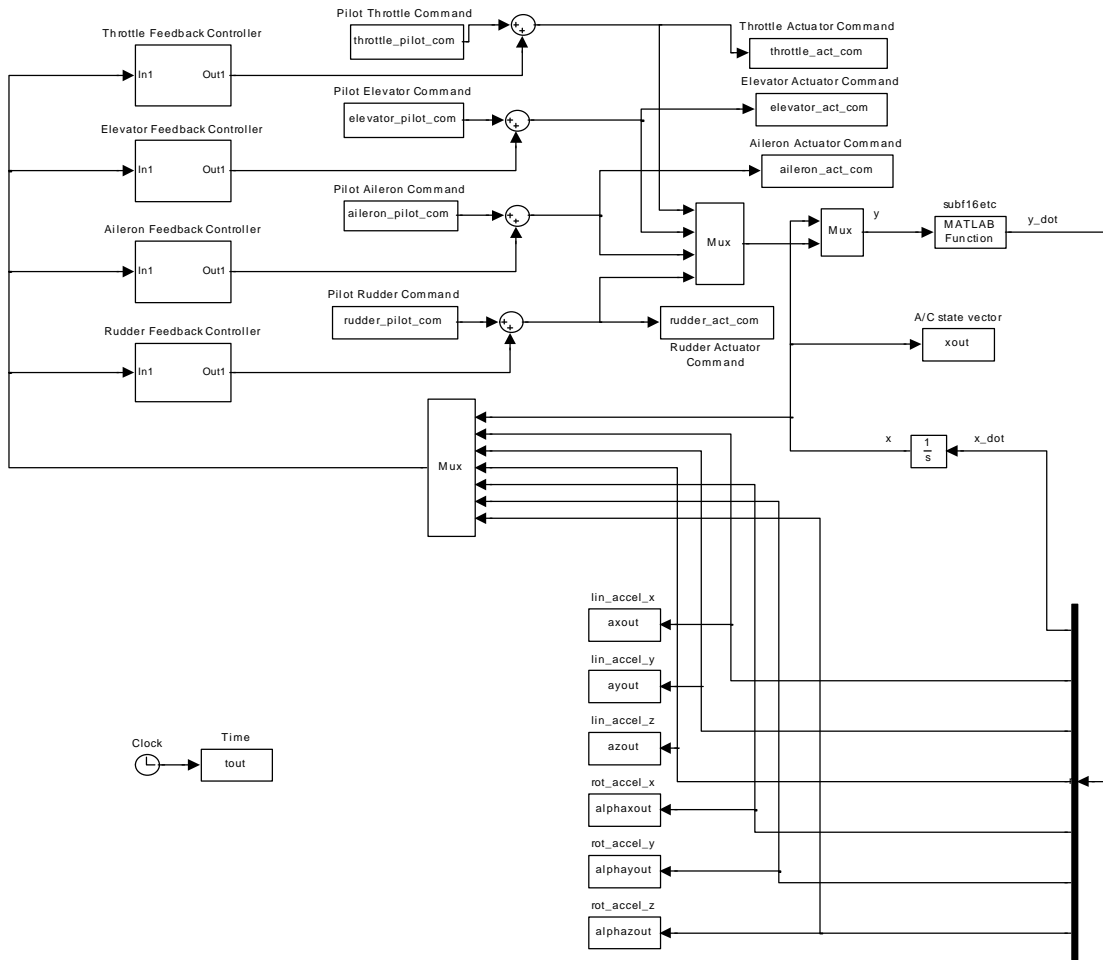 Pilot Throttle Command
throttle_pilot_com
+
+
Throttle Actuator Command
throttle_act_com
Throttle Feedback Controller
In1
Out1
Pilot Elevator Command
elevator_pilot_com
+
+
Elevator Actuator Command
elevator_act_com
Elevator Feedback Controller
In1
Out1
Pilot Aileron Command
aileron_pilot_com
+
+
Aileron Actuator Command
aileron_act_com
Aileron Feedback Controller
In1
Out1
Mux
Mux
y
subf16etc
MATLAB
Function
y_dot
Pilot Rudder Command
rudder_pilot_com
+
+
rudder_act_com
Rudder Actuator
Command
A/C state vector
xout
Rudder Feedback Controller
In1
Out1
Mux
x
1
s
x_dot
lin_accel_x
axout
lin_accel_y
ayout
lin_accel_z
azout
Clock
Time
tout
rot_accel_x
alphaxout
rot_accel_y
alphayout
rot_accel_z
alphazout